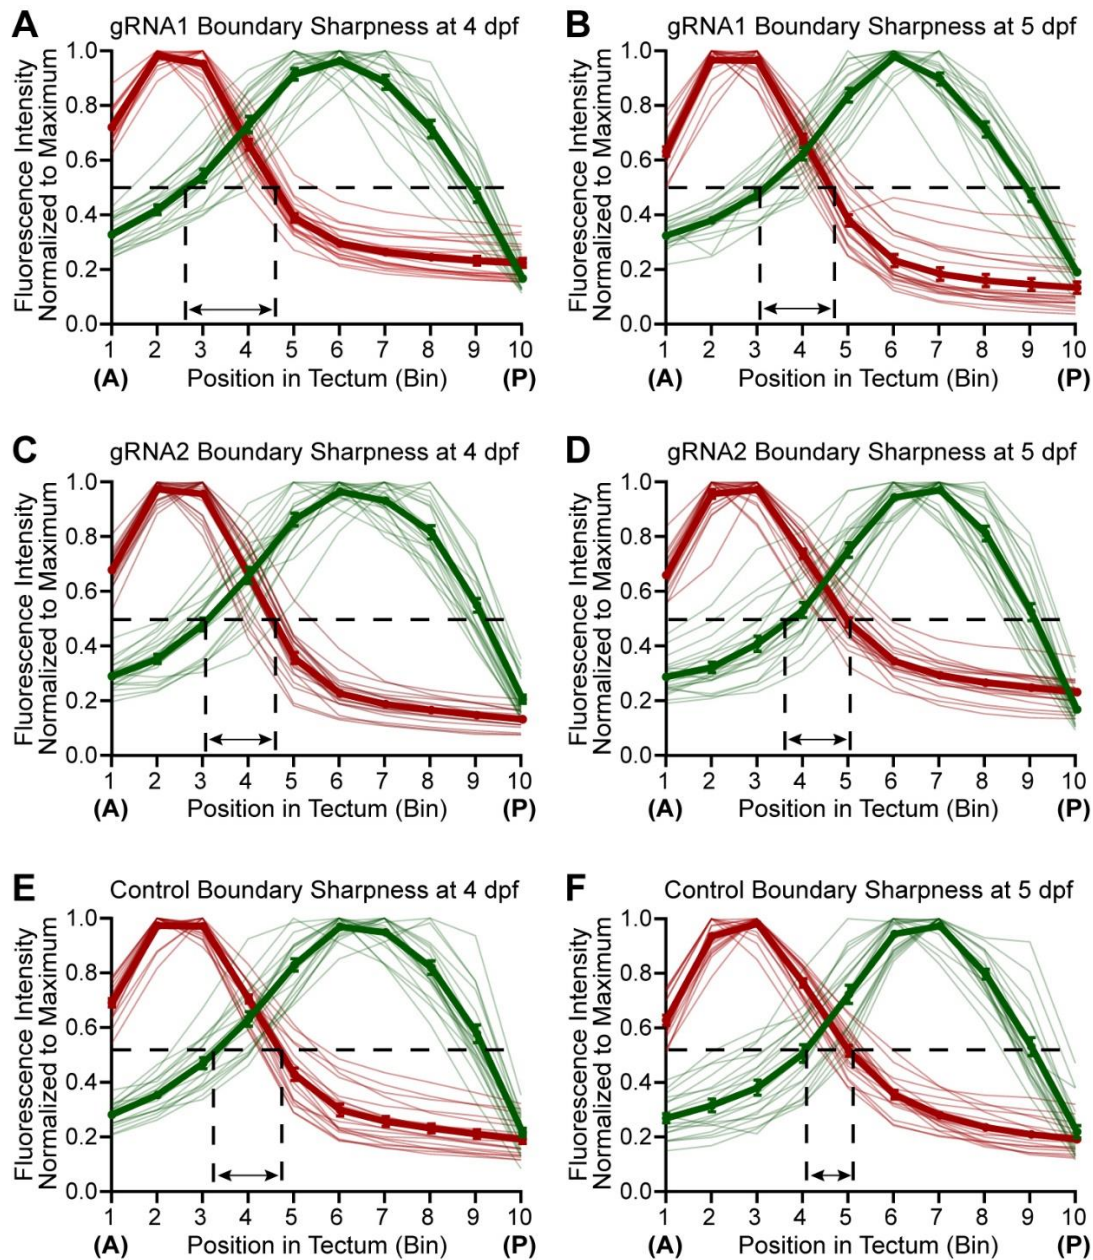 A gRNA1 Boundary Sharpness at 4 dpf
Fluorescence Intensity
Normalized to Maximum
1.0
0.8
0.6
0.4
0.2
0.0
1 2 3 4 5 6 7 8 9 10
(A) Position in Tectum (Bin) (P)
B gRNA1 Boundary Sharpness at 5 dpf
Fluorescence Intensity
Normalized to Maximum
1.0
0.8
0.6
0.4
0.2
0.0
1 2 3 4 5 6 7 8 9 10
(A) Position in Tectum (Bin) (P)
C gRNA2 Boundary Sharpness at 4 dpf
Fluorescence Intensity
Normalized to Maximum
1.0
0.8
0.6
0.4
0.2
0.0
1 2 3 4 5 6 7 8 9 10
(A) Position in Tectum (Bin) (P)
D gRNA2 Boundary Sharpness at 5 dpf
Fluorescence Intensity
Normalized to Maximum
1.0
0.8
0.6
0.4
0.2
0.0
1 2 3 4 5 6 7 8 9 10
(A) Position in Tectum (Bin) (P)
E Control Boundary Sharpness at 4 dpf
Fluorescence Intensity
Normalized to Maximum
1.0
0.8
0.6
0.4
0.2
0.0
1 2 3 4 5 6 7 8 9 10
(A) Position in Tectum (Bin) (P)
F Control Boundary Sharpness at 5 dpf
Fluorescence Intensity
Normalized to Maximum
1.0
0.8
0.6
0.4
0.2
0.0
1 2 3 4 5 6 7 8 9 10
(A) Position in Tectum (Bin) (P)